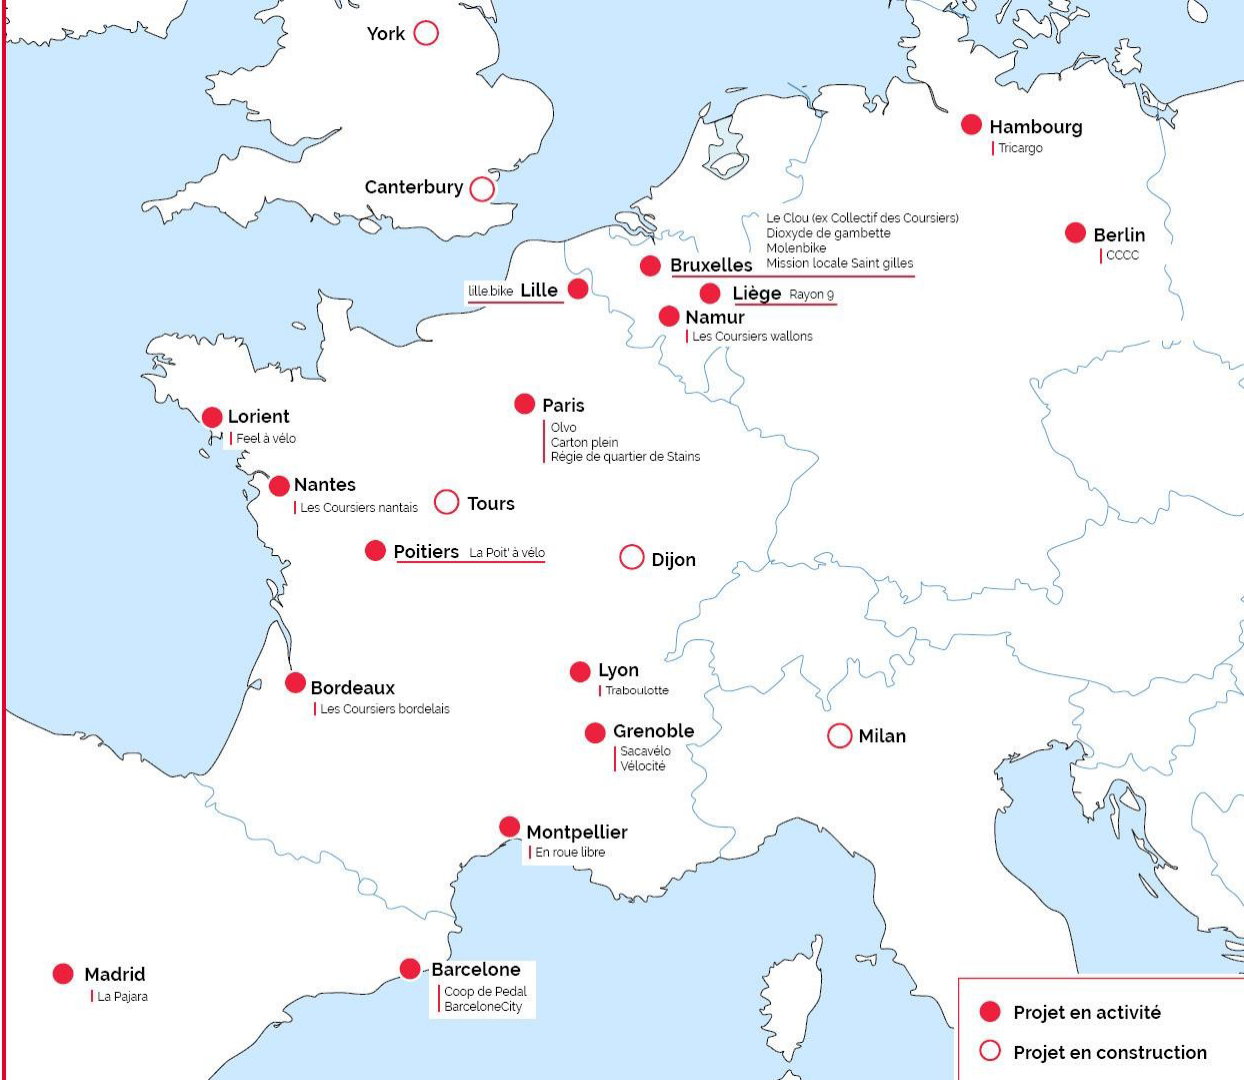 York
Hambourg
Tricargo
Canterbury
Le Clou (ex Collectif des Coursiers)
Dioxyde de gambette
Molenbike
Mission locale Saint gilles
Bruxelles
Berlin
CCCC
lille.bike Lille
Liège Rayon 9
Namur
Les Coursiers wallons
Paris
Olvo
Carton plein
Régie de quartier de Stains
Lorient
Feel à vélo
Nantes
Les Coursiers nantais
Tours
Poitiers La Poit' à vélo
Dijon
Lyon
Traboulotte
Bordeaux
Les Coursiers bordelais
Grenoble
Sacavélo
Vélocité
Milan
Montpellier
En roue libre
Madrid
La Pajara
Barcelone
Coop de Pedal
BarceloneCity
Projet en activité
Projet en construction